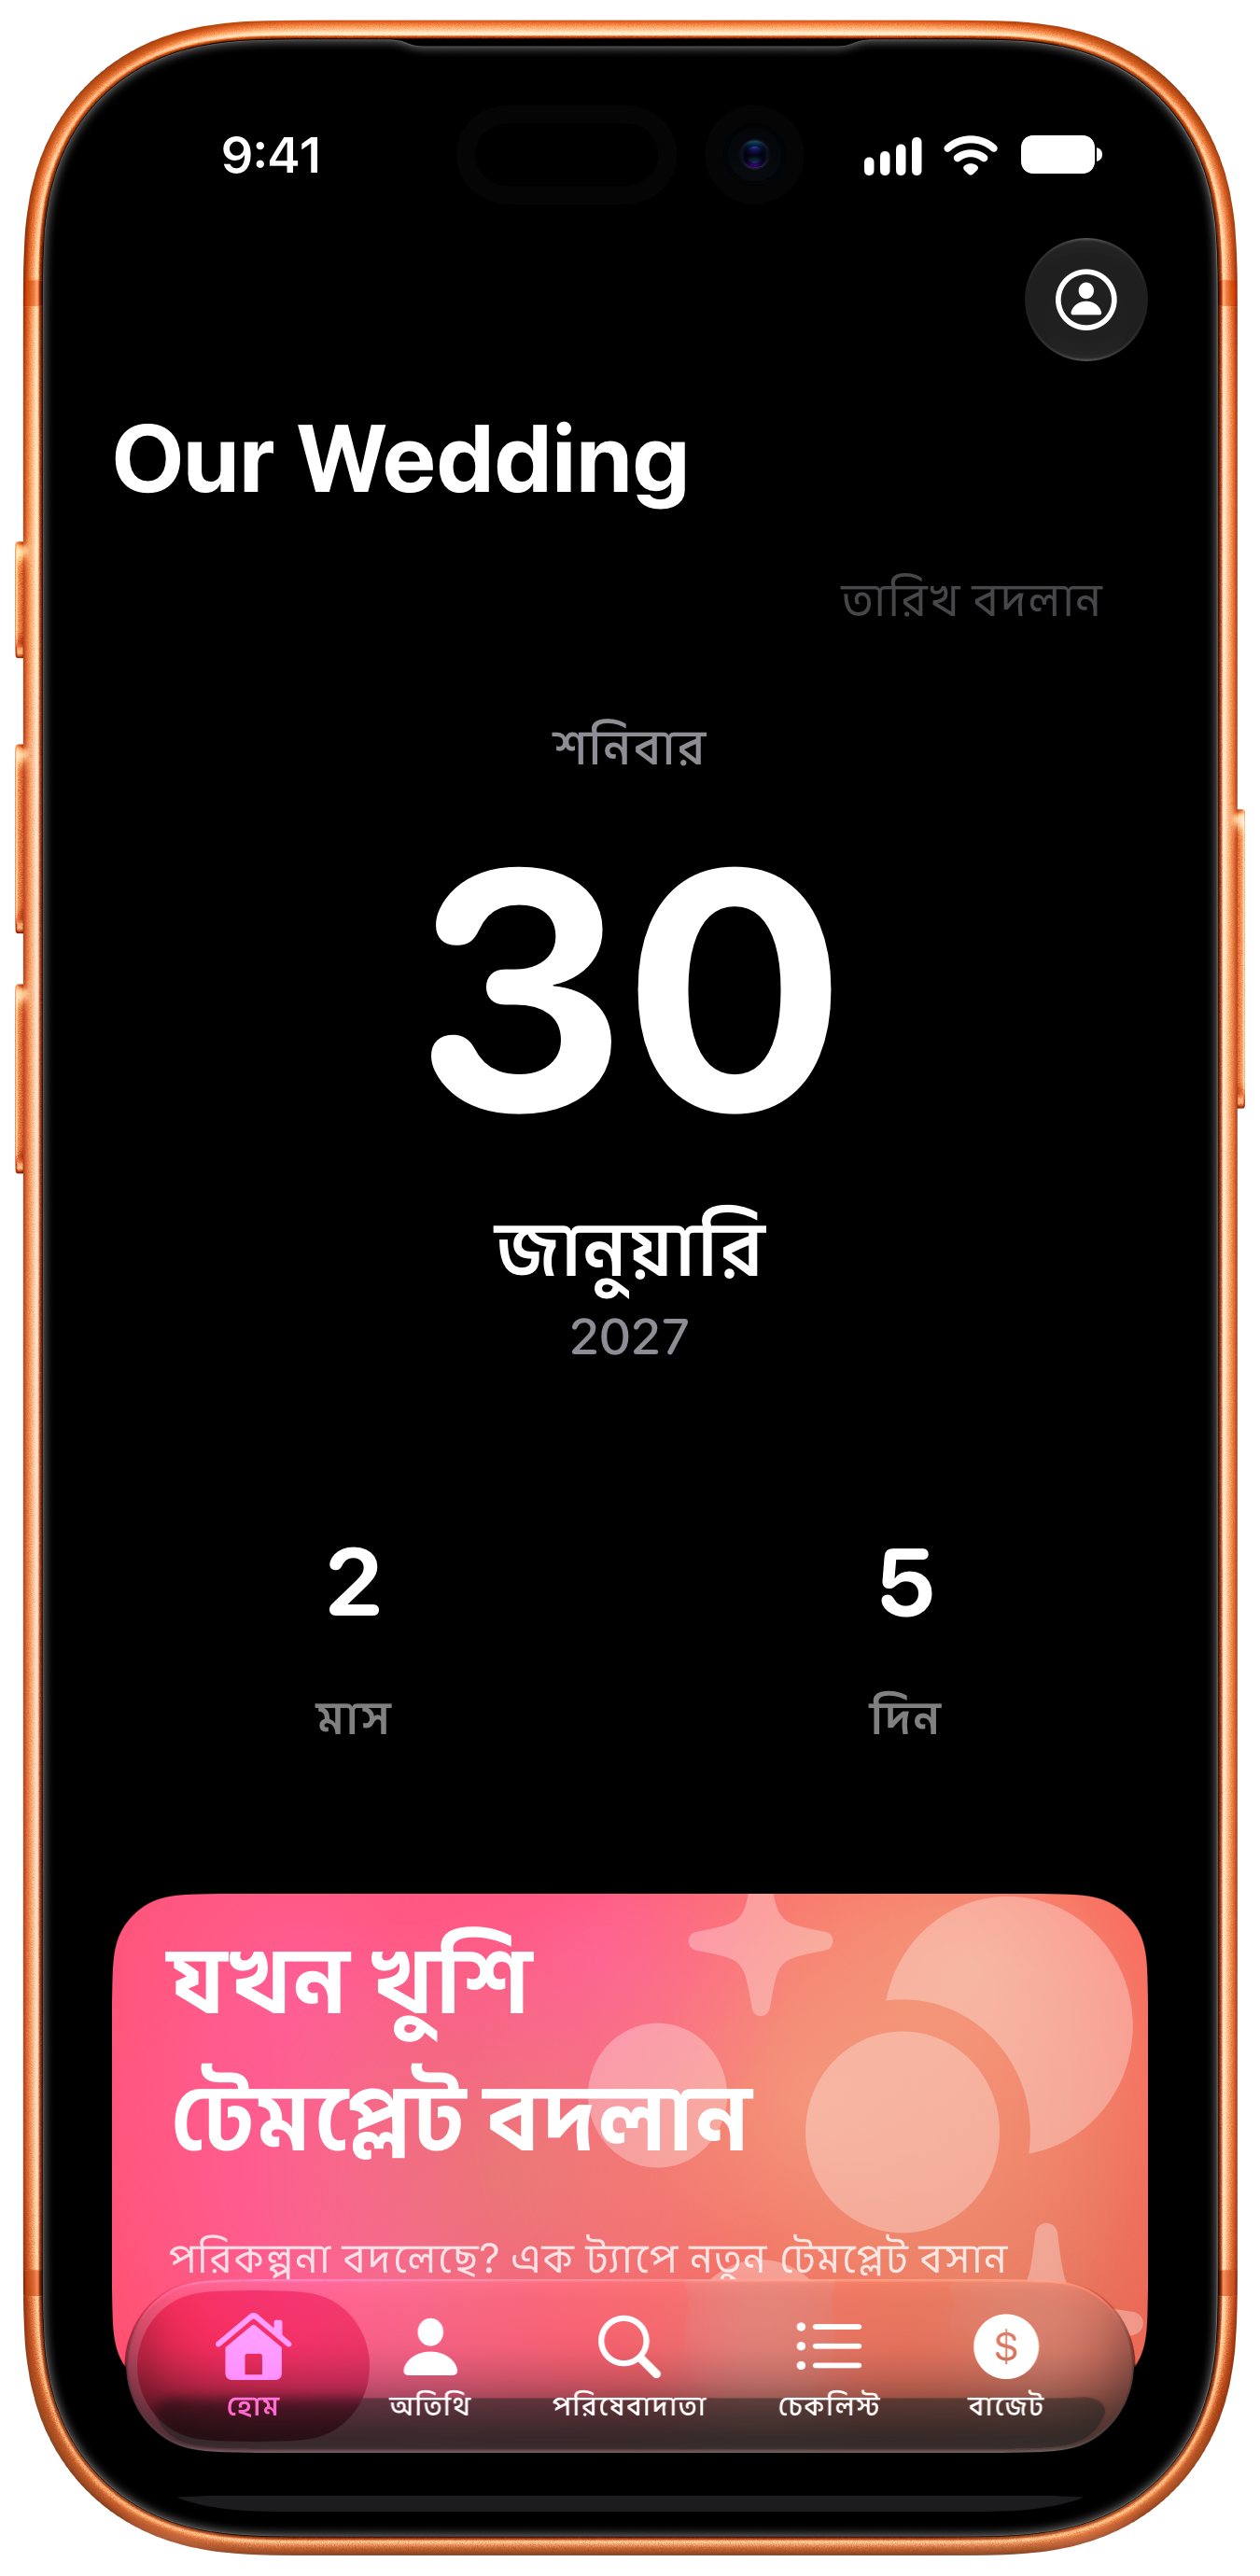 9:41
Our Wedding
তারিখ বদলান
শনিবার
30
জানুয়ারি
2027
2
5
মাস
দিন
যখন খুশি
টেমপ্লেট বদলান
পরিকল্পনা বদলেছে? এক ট্যাপে নতুন টেমপ্লেট বসান
হোম
অতিথি
পরিষেবাদাতা
চেকলিস্ট
বাজেট